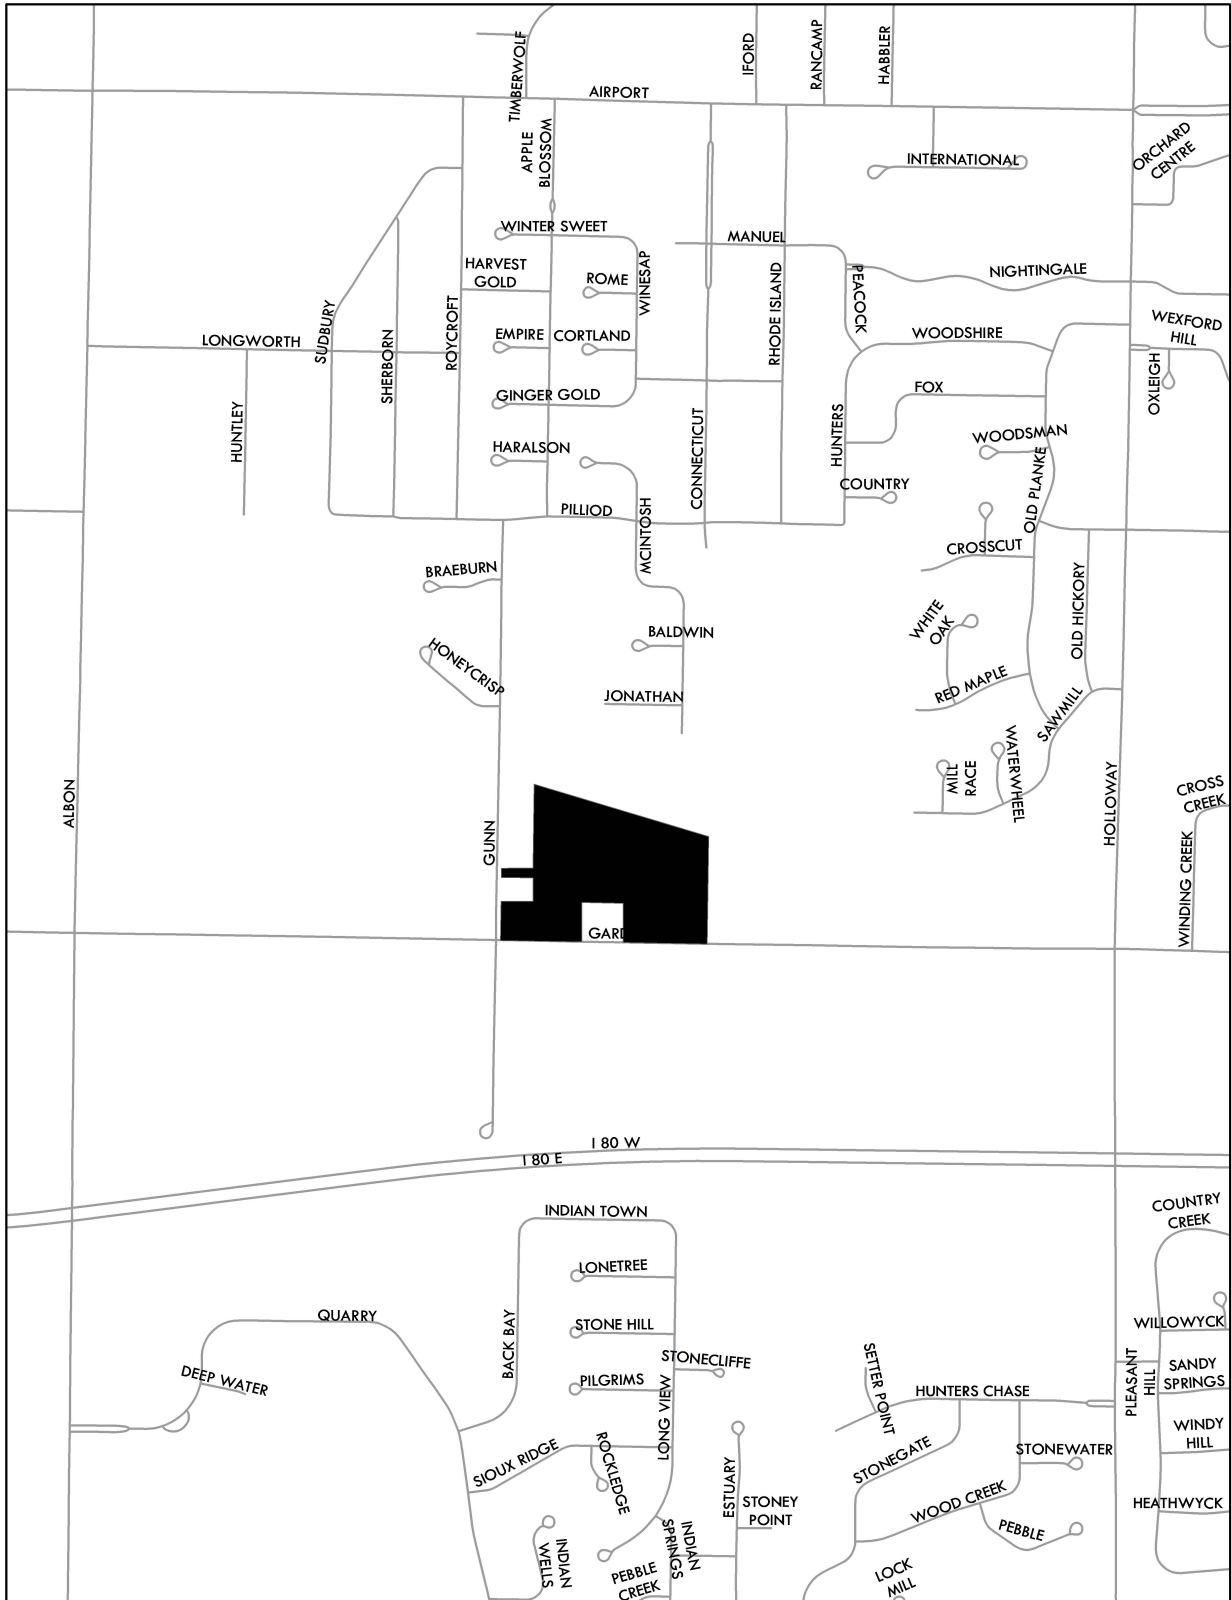 TIMBERWOLF
IFORD
RANCAMP
HABBLER
AIRPORT
APPLE
BLOSSOM
INTERNATIONAL
ORCHARD
CENTRE
WINTER SWEET
MANUEL
HARVEST
GOLD
ROME
WINESAP
RHODE ISLAND
PEACOCK
NIGHTINGALE
SUDBURY
LONGWORTH
SHERBORN
ROYCROFT
EMPIRE
CORTLAND
WOODSHIRE
WEXFORD
HILL
OXLEIGH
HUNTLEY
GINGER GOLD
CONNECTICUT
HUNTERS
FOX
WOODSMAN
HARALSON
COUNTRY
OLD PLANKE
PILLIOD
MCINTOSH
CROSSCUT
BRAEBURN
OLD HICKORY
HONEYCRISP
BALDWIN
WHITE
OAK
JONATHAN
RED MAPLE
SAWMILL
ALBON
GUNN
MILL
RACE
WATERWHEEL
HOLLOWAY
CROSS
CREEK
WINDING CREEK
GARD
I 80 W
I 80 E
INDIAN TOWN
COUNTRY
CREEK
LONETREE
QUARRY
BACK BAY
STONE HILL
WILLOWYCK
DEEP WATER
PILGRIMS
STONECLIFFE
LONG VIEW
SETTER POINT
HUNTERS CHASE
PLEASANT
HILL
SANDY
SPRINGS
WINDY
HILL
SIOUX RIDGE
ROCKLEDGE
STONEGATE
STONEWATER
ESTUARY
STONEY
POINT
WOOD CREEK
PEBBLE
HEATHWYCK
INDIAN
WELLS
INDIAN
SPRINGS
PEBBLE
CREEK
LOCK
MILL